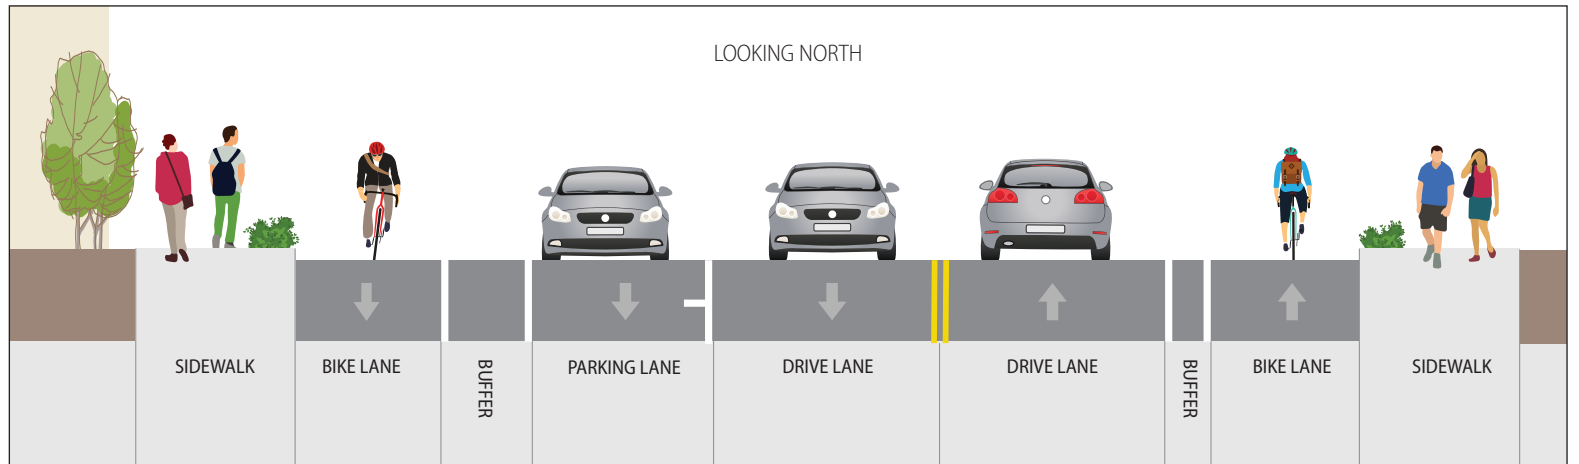 LOOKING NORTH
SIDEWALK
BIKE LANE
BUFFER
PARKING LANE
DRIVE LANE
DRIVE LANE
BUFFER
BIKE LANE
SIDEWALK